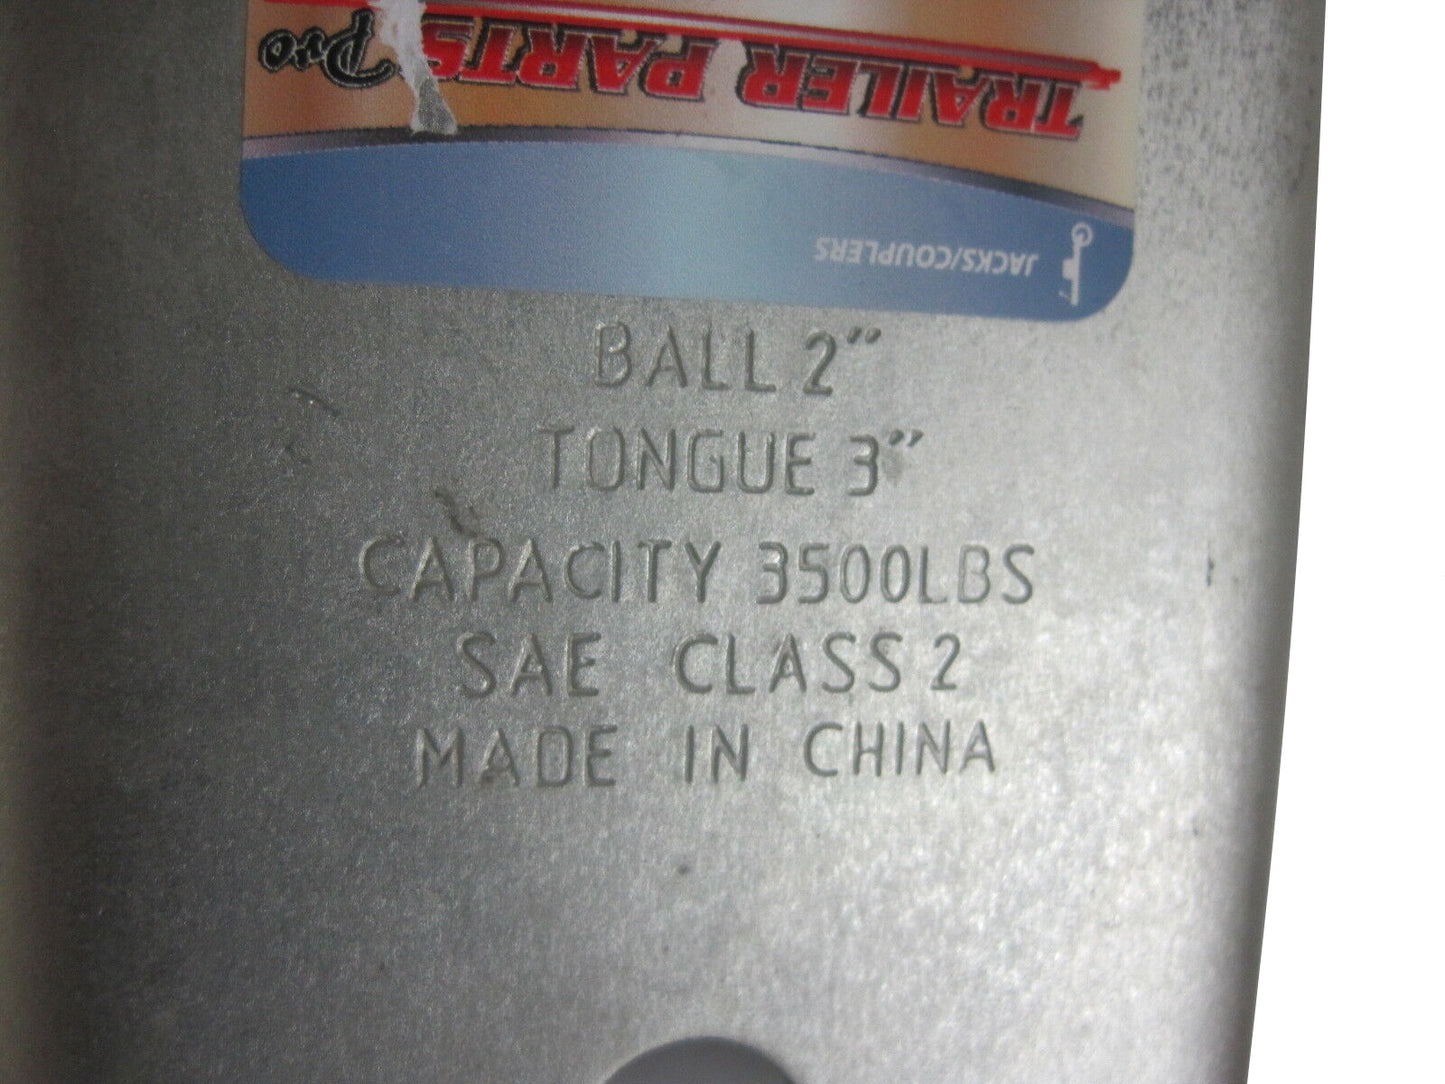 TRAILER PARTS Pro
JACKS/COUPLERS
BALL 2"
TONGUE 3"
CAPACITY 3500LBS
SAE CLASS 2
MADE IN CHINA